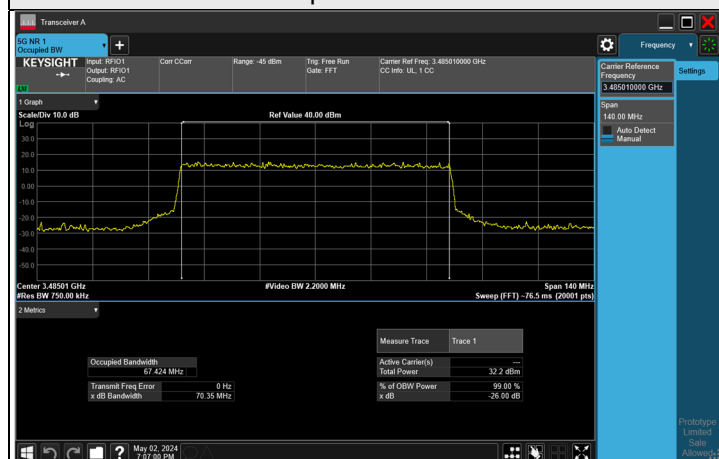 Transceiver A
5G NR 1
Occupied BW
Frequency
KEYSIGHT
LXI
Input: RFIO1
Output: RFIO1
Coupling: AC
Corr CCorr
Range: -45 dBm
Trig: Free Run
Gate: FFT
Carrier Ref Freq: 3.485010000 GHz
CC Info: UL, 1 CC
Carrier Reference
Frequency
3.485010000 GHz
Settings
Span
140.00 MHz
Auto Detect
Manual
1 Graph
Scale/Div 10.0 dB
Ref Value 40.00 dBm
Log
30.0
20.0
10.0
0.00
-10.0
-20.0
-30.0
-40.0
-50.0
Center 3.48501 GHz
#Video BW 2.2000 MHz
Span 140 MHz
#Res BW 750.00 kHz
Sweep (FFT) ~76.5 ms (20001 pts)
2 Metrics
Measure Trace
Trace 1
Occupied Bandwidth
67.424 MHz
Active Carrier(s)
---
Total Power
32.2 dBm
Transmit Freq Error
0 Hz
x dB Bandwidth
70.35 MHz
% of OBW Power
99.00 %
x dB
-26.00 dB
Prototype
Limited
Sale
Allowed
May 02, 2024
7:07:00 PM